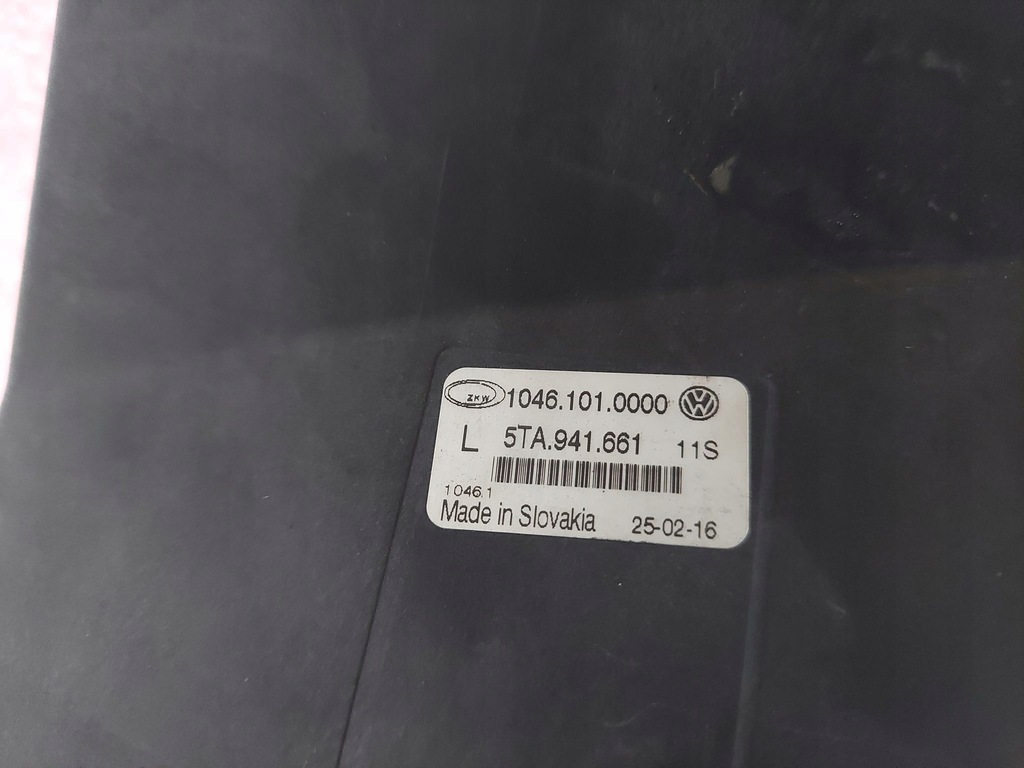 ZKW 1046.101.0000
L 5TA.941.661 11S
1046.1
Made in Slovakia 25-02-16